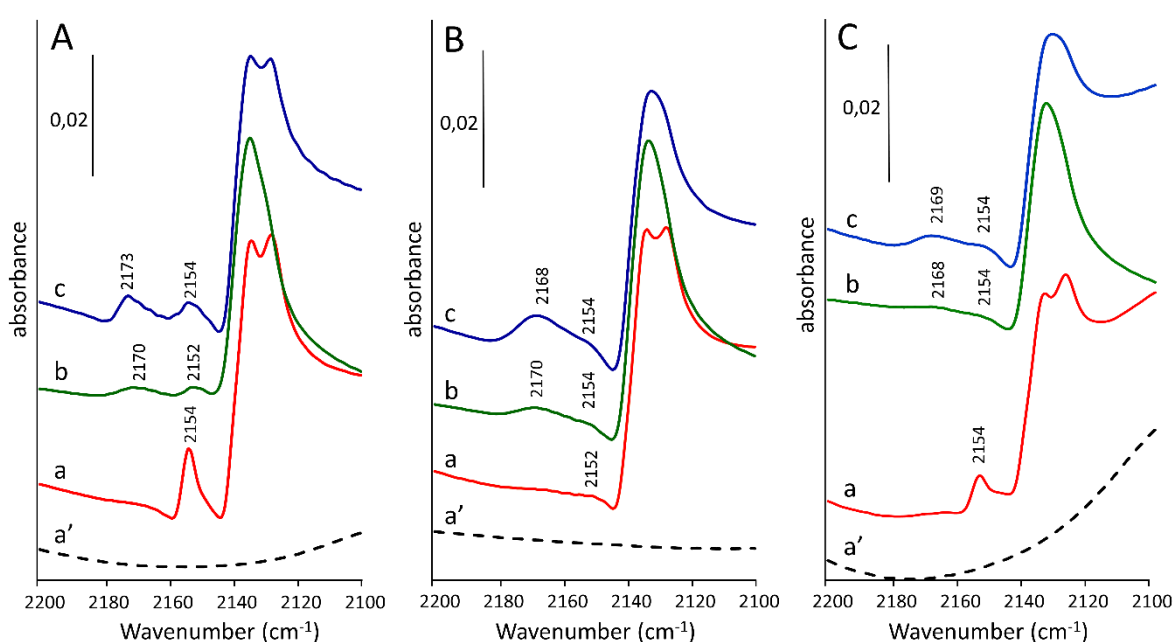 A
0,02
2173
2154
c
2170
2152
b
2154
a
a’
absorbance
2200 2180 2160 2140 2120 2100
Wavenumber (cm-1)
B
0,02
2168
2154
c
2170
2154
b
2152
a
a’
absorbance
2200 2180 2160 2140 2120 2100
Wavenumber (cm-1)
C
0,02
2169
2154
c
2168
2154
b
2154
a
a’
absorbance
2200 2180 2160 2140 2120 2100
Wavenumber (cm-1)